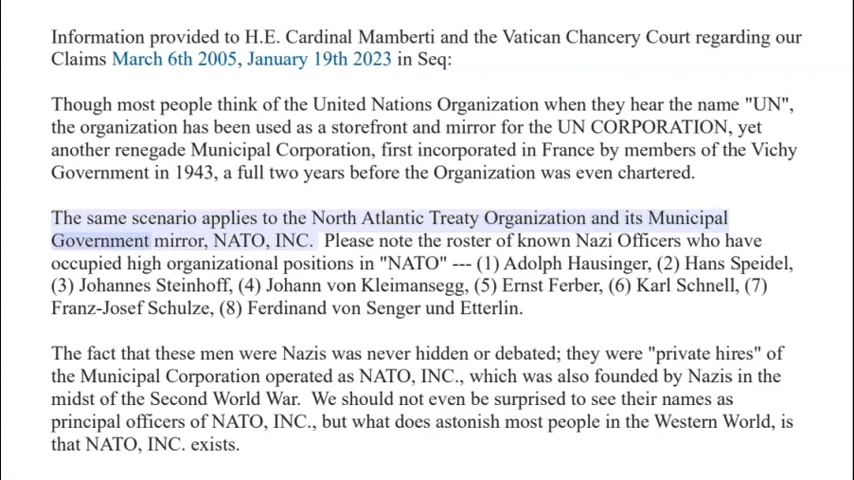 Information provided to H.E. Cardinal Mamberti and the Vatican Chancery Court regarding our
Claims March 6th 2005, January 19th 2023 in Seq:
Though most people think of the United Nations Organization when they hear the name "UN",
the organization has been used as a storefront and mirror for the UN CORPORATION, yet
another renegade Municipal Corporation, first incorporated in France by members of the Vichy
Government in 1943, a full two years before the Organization was even chartered.
The same scenario applies to the North Atlantic Treaty Organization and its Municipal
Government mirror, NATO, INC.  Please note the roster of known Nazi Officers who have
occupied high organizational positions in "NATO" --- (1) Adolph Hausinger, (2) Hans Speidel,
(3) Johannes Steinhoff, (4) Johann von Kleimansegg, (5) Ernst Ferber, (6) Karl Schnell, (7)
Franz-Josef Schulze, (8) Ferdinand von Senger und Etterlin.
The fact that these men were Nazis was never hidden or debated; they were "private hires" of
the Municipal Corporation operated as NATO, INC., which was also founded by Nazis in the
midst of the Second World War.  We should not even be surprised to see their names as
principal officers of NATO, INC., but what does astonish most people in the Western World, is
that NATO, INC. exists.